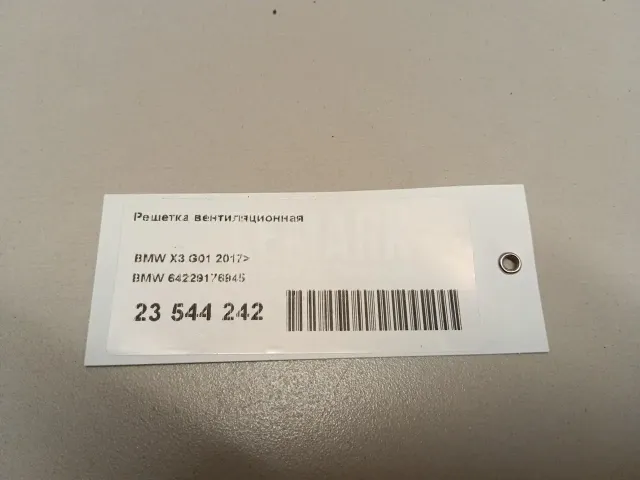 Решетка вентиляционная
BMW X3 G01 2017>
BMW 64229176945
23 544 242